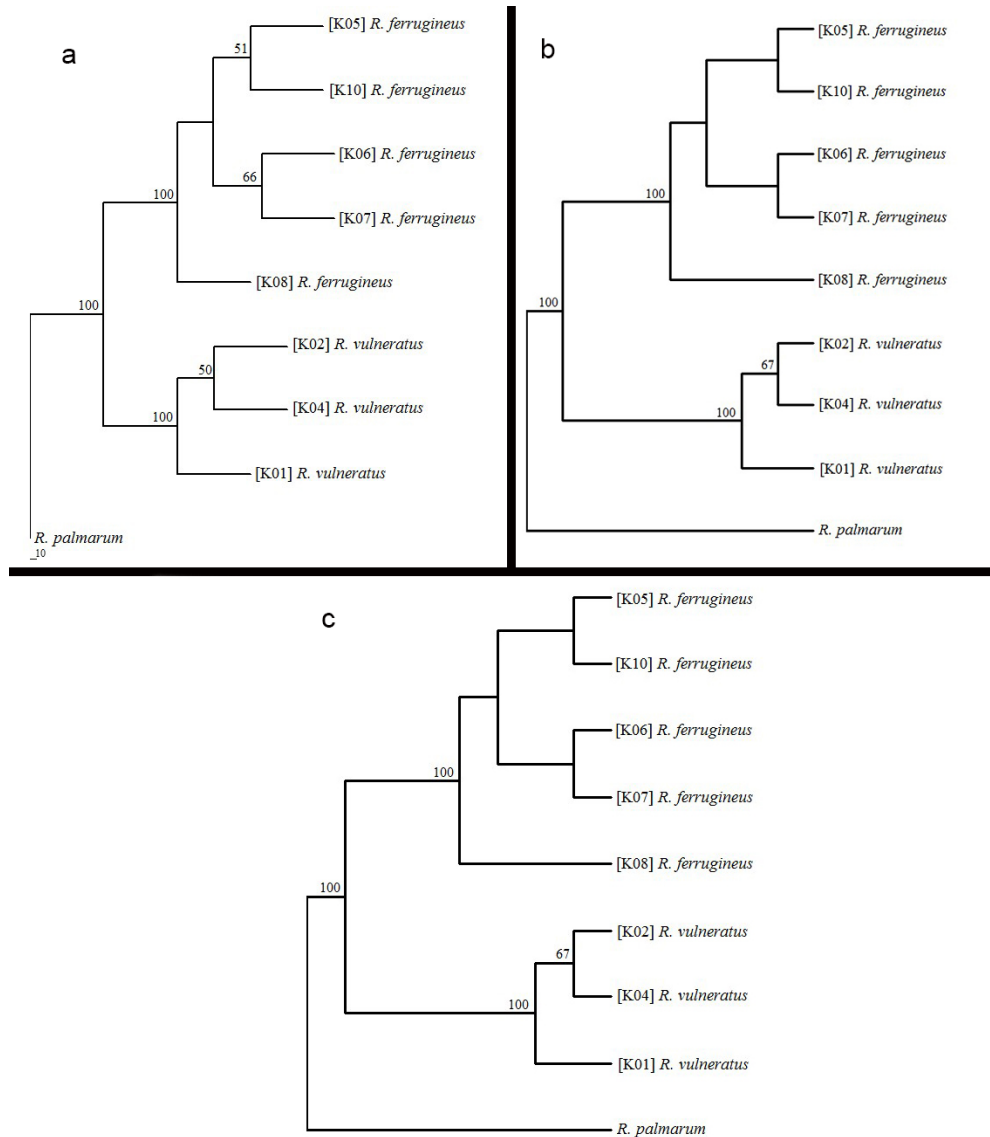 a
[K05] R. ferrugineus
51
[K10] R. ferrugineus
[K06] R. ferrugineus
66
[K07] R. ferrugineus
100
[K08] R. ferrugineus
100
[K02] R. vulneratus
50
[K04] R. vulneratus
100
[K01] R. vulneratus
R. palmarum
10
b
[K05] R. ferrugineus
[K10] R. ferrugineus
[K06] R. ferrugineus
100
[K07] R. ferrugineus
[K08] R. ferrugineus
100
[K02] R. vulneratus
67
[K04] R. vulneratus
100
[K01] R. vulneratus
R. palmarum
c
[K05] R. ferrugineus
[K10] R. ferrugineus
[K06] R. ferrugineus
100
[K07] R. ferrugineus
[K08] R. ferrugineus
100
[K02] R. vulneratus
67
[K04] R. vulneratus
100
[K01] R. vulneratus
R. palmarum